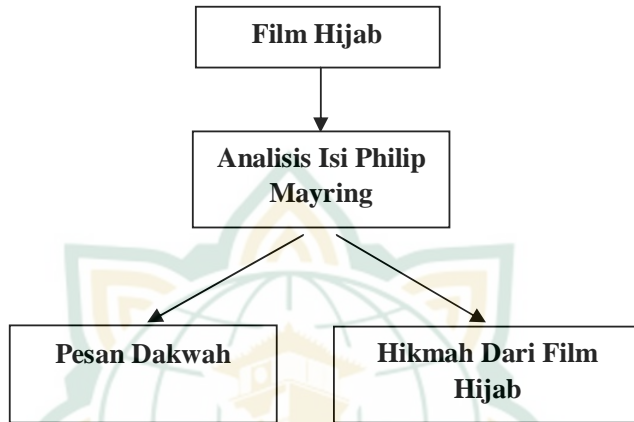 Film Hijab
Analisis Isi Philip
Mayring
Pesan Dakwah
Hikmah Dari Film
Hijab